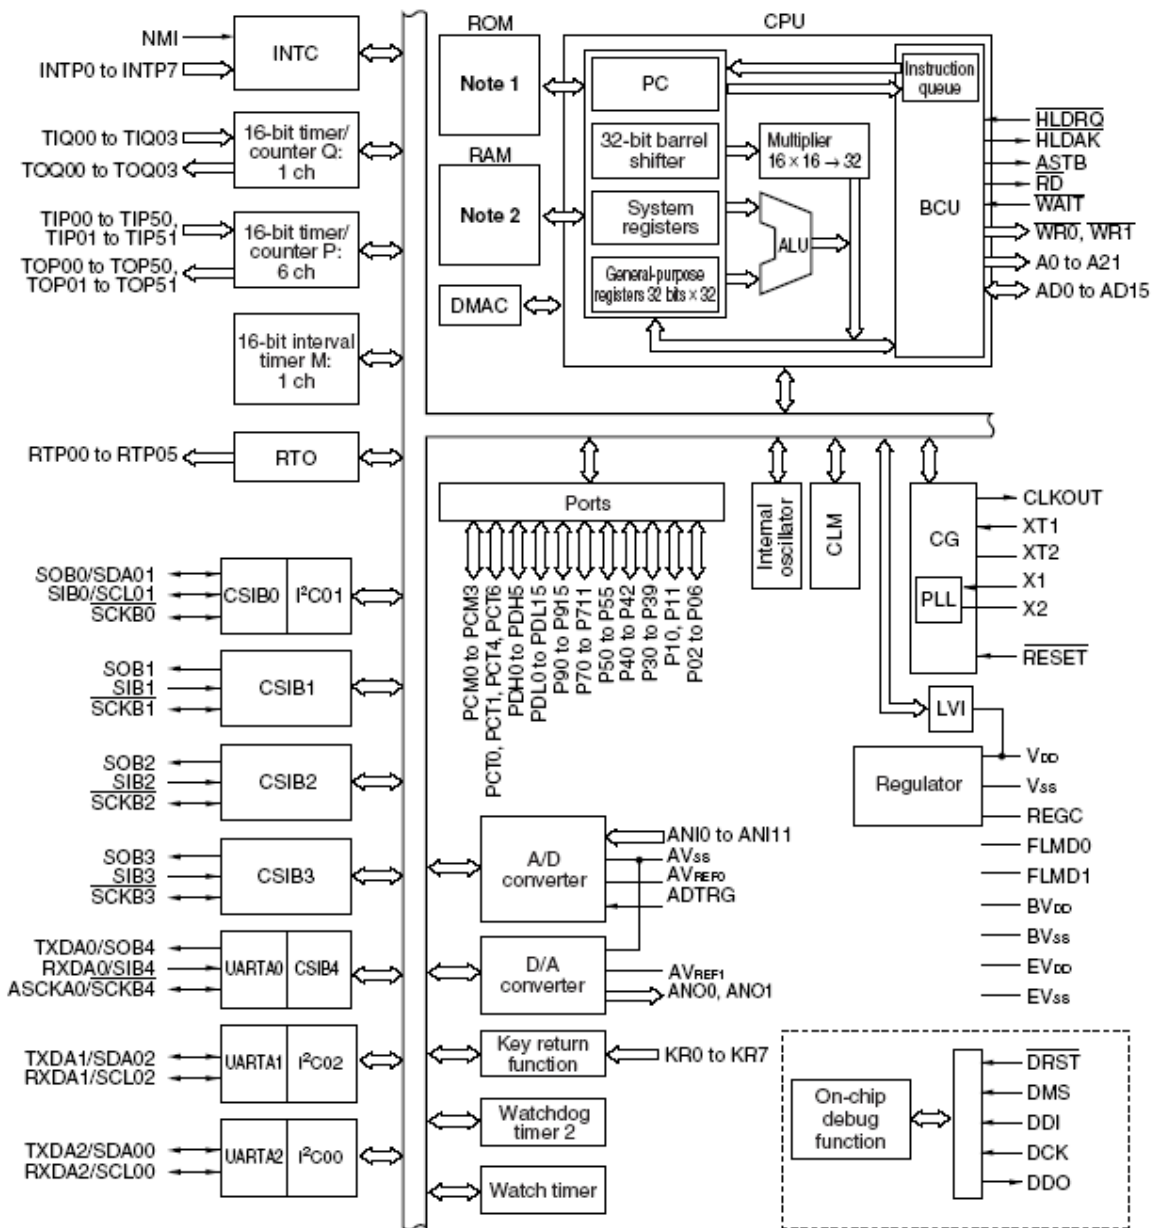 NMI
INTP0 to INTP7
INTC
TIQ00 to TIQ03
TOQ00 to TOQ03
16-bit timer/
counter Q:
1 ch
TIP00 to TIP50,
TIP01 to TIP51
TOP00 to TOP50,
TOP01 to TOP51
16-bit timer/
counter P:
6 ch
16-bit interval
timer M:
1 ch
RTP00 to RTP05
RTO
SOB0/SDA01
SIB0/SCL01
SCKB0
CSIB0
I²C01
SOB1
SIB1
SCKB1
CSIB1
SOB2
SIB2
SCKB2
CSIB2
SOB3
SIB3
SCKB3
CSIB3
TXDA0/SOB4
RXDA0/SIB4
ASCKA0/SCKB4
UARTA0
CSIB4
TXDA1/SDA02
RXDA1/SCL02
UARTA1
I²C02
TXDA2/SDA00
RXDA2/SCL00
UARTA2
I²C00
ROM
Note 1
RAM
Note 2
DMAC
CPU
PC
32-bit barrel
shifter
System
registers
General-purpose
registers 32 bits × 32
Multiplier
16 × 16 → 32
ALU
Instruction
queue
BCU
HLDRQ
HLDAK
ASTB
RD
WAIT
WR0, WR1
A0 to A21
AD0 to AD15
Ports
PCM0 to PCM3
PCT0, PCT1, PCT4, PCT6
PDH0 to PDH5
PDL0 to PDL15
P90 to P915
P70 to P711
P50 to P55
P40 to P42
P30 to P39
P10, P11
P02 to P06
Internal
oscillator
CLM
CG
PLL
CLKOUT
XT1
XT2
X1
X2
RESET
LVI
Regulator
VDD
VSS
REGC
FLMD0
FLMD1
BVDD
BVSS
EVDD
EVSS
A/D
converter
ANI0 to ANI11
AVSS
AVREF0
ADTRG
D/A
converter
AVREF1
ANO0, ANO1
Key return
function
KR0 to KR7
Watchdog
timer 2
Watch timer
On-chip
debug
function
DRST
DMS
DDI
DCK
DDO